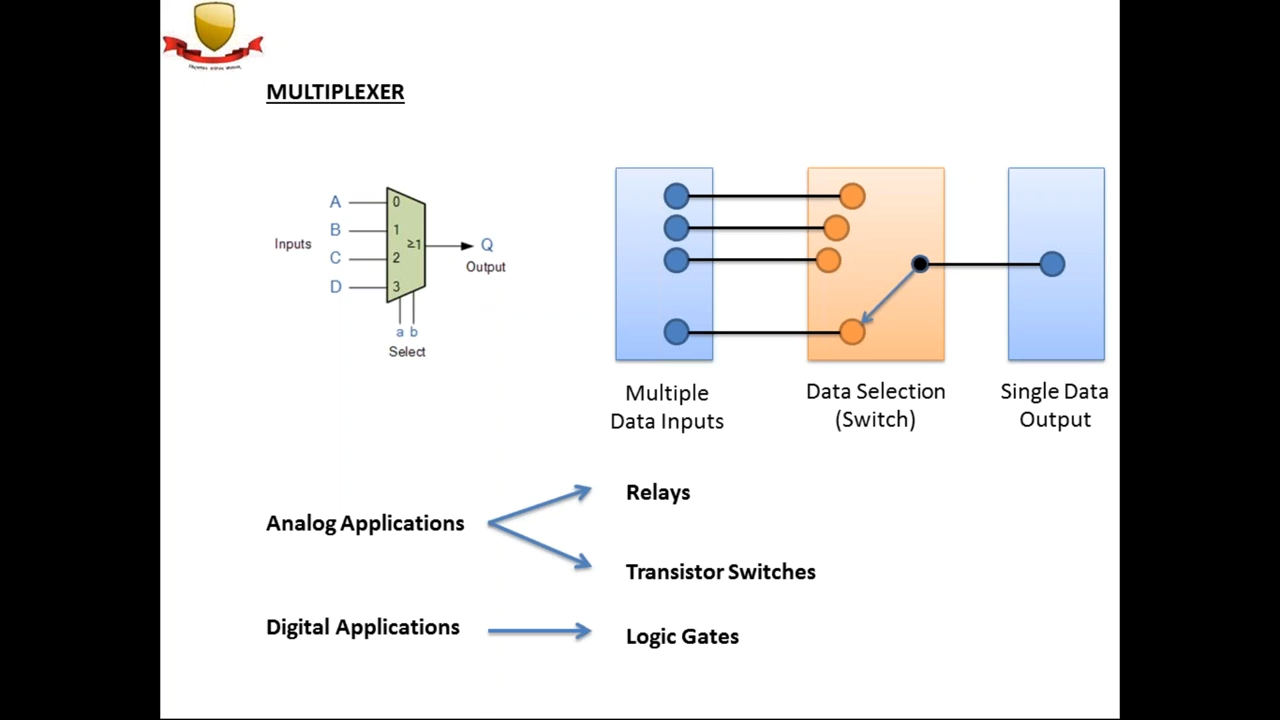 MULTIPLEXER
A
B
C
D
Inputs
0
1
2
3
≥1
Q
Output
a b
Select
Multiple
Data Inputs
Data Selection
(Switch)
Single Data
Output
Analog Applications
Relays
Transistor Switches
Digital Applications
Logic Gates